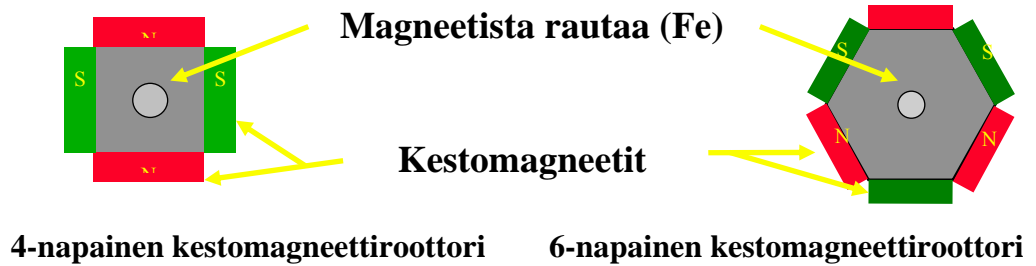 N
Magneetista rautaa (Fe)
S
S
S
S
N
N
Kestomagneetit
N
4-napainen kestomagneettiroottori
6-napainen kestomagneettiroottori